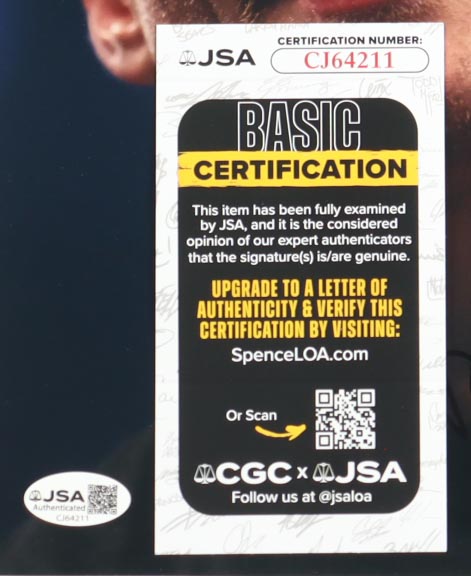 JSA
CERTIFICATION NUMBER:
CJ64211
BASIC
CERTIFICATION
This item has been fully examined
by JSA, and it is the considered
opinion of our expert authenticators
that the signature(s) is/are genuine.
UPGRADE TO A LETTER OF
AUTHENTICITY & VERIFY THIS
CERTIFICATION BY VISITING:
SpenceLOA.com
Or Scan
CGC x JSA
Follow us at @jsaloa
JSA
Authenticated
CJ64211